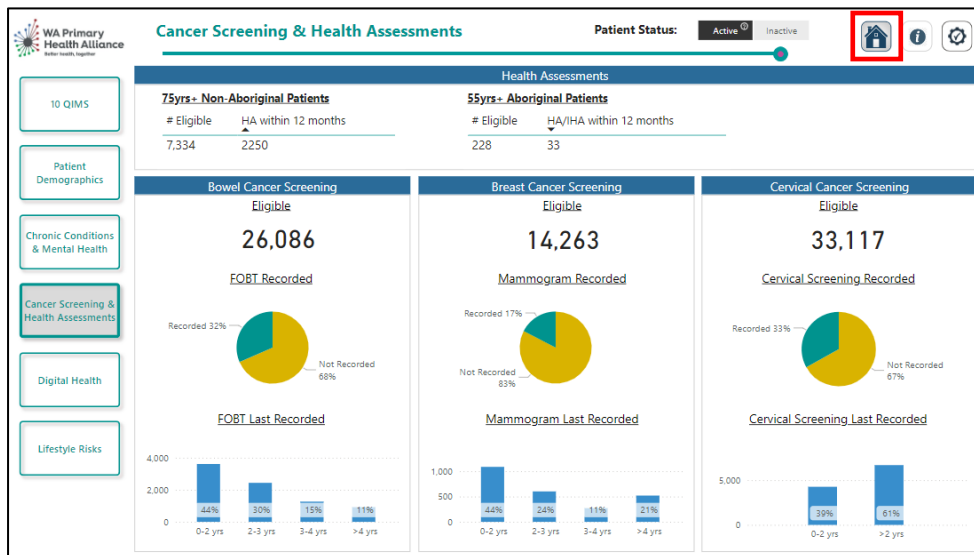 WA Primary
Health Alliance
Better health, together
Cancer Screening & Health Assessments
Patient Status:
Active
Inactive
10 QIMS
Patient
Demographics
Chronic Conditions
& Mental Health
Cancer Screening &
Health Assessments
Digital Health
Lifestyle Risks
Health Assessments
75yrs+ Non-Aboriginal Patients
# Eligible HA within 12 months
7,334 2250
55yrs+ Aboriginal Patients
# Eligible HA/IHA within 12 months
228 33
Bowel Cancer Screening
Eligible
26,086
FOBT Recorded
Recorded 32%
Not Recorded
68%
FOBT Last Recorded
4,000
2,000
0
44% 30% 15% 11%
0-2 yrs 2-3 yrs 3-4 yrs >4 yrs
Breast Cancer Screening
Eligible
14,263
Mammogram Recorded
Recorded 17%
Not Recorded
83%
Mammogram Last Recorded
1,000
500
0
44% 24% 11% 21%
0-2 yrs 2-3 yrs 3-4 yrs >4 yrs
Cervical Cancer Screening
Eligible
33,117
Cervical Screening Recorded
Recorded 33%
Not Recorded
67%
Cervical Screening Last Recorded
5,000
0
39% 61%
0-2 yrs >2 yrs